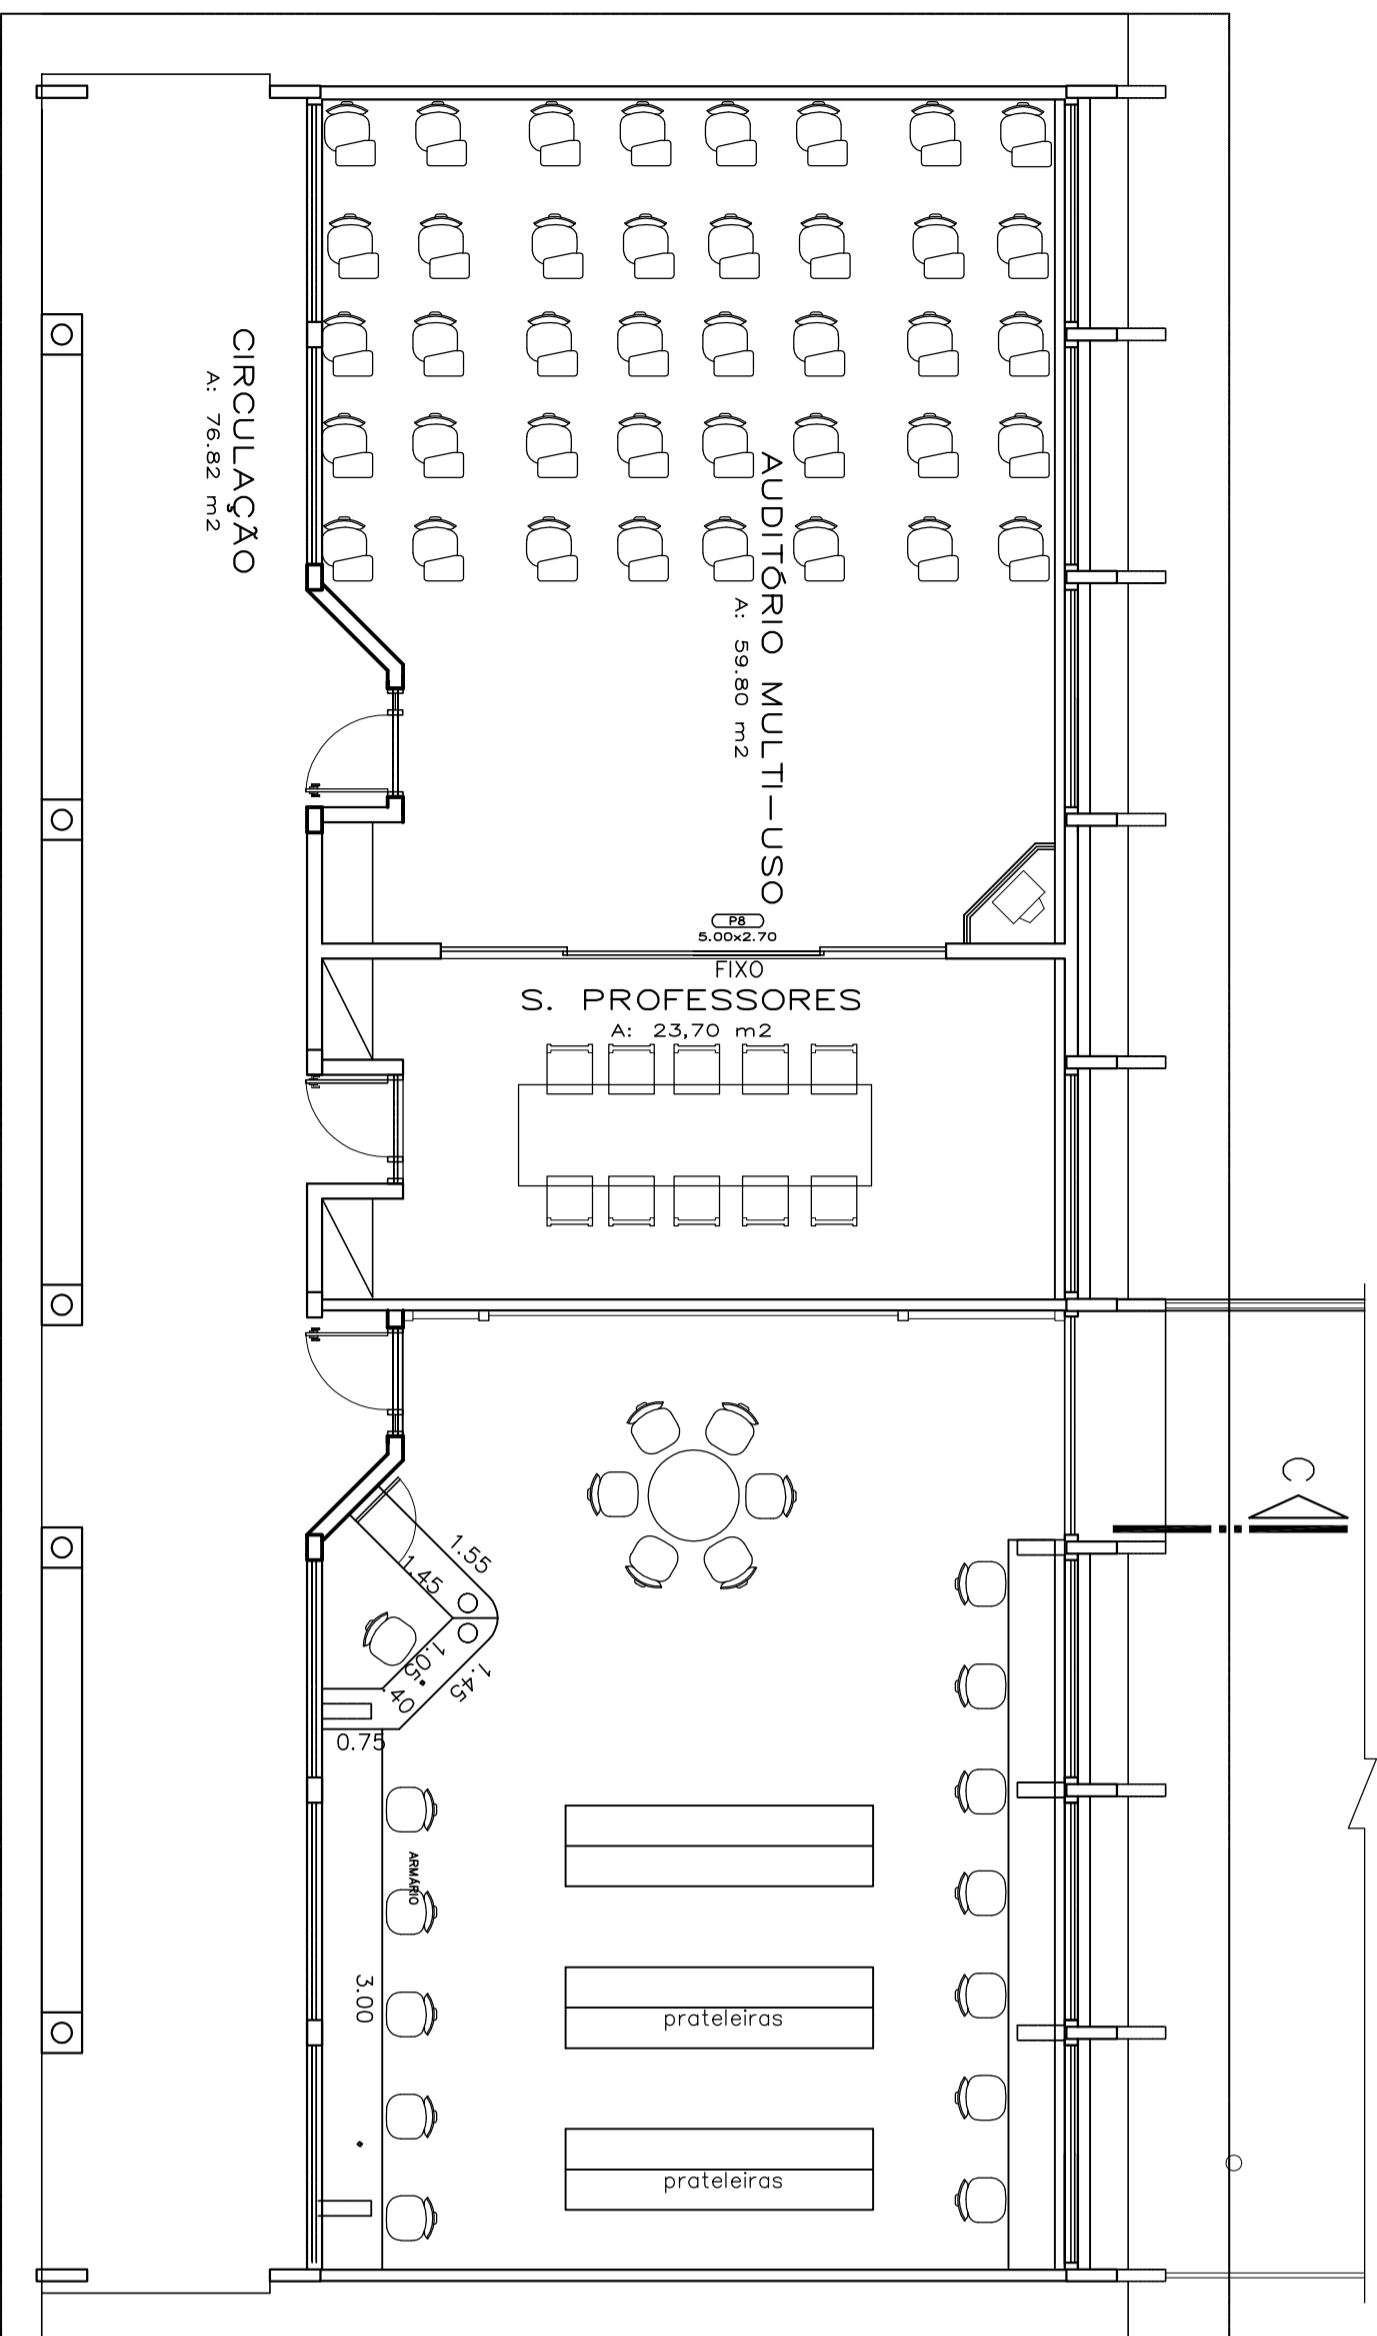 CIRCULAÇÃO
A: 76.82 m2
AUDITÓRIO MULTI-USO
A: 59.80 m2
P8
5.00x2.70
FIXO
S. PROFESSORES
A: 23,70 m2
C
1.55
1.45
1.05
1.45
.40
0.75
ARMÁRIO
3.00
prateleiras
prateleiras